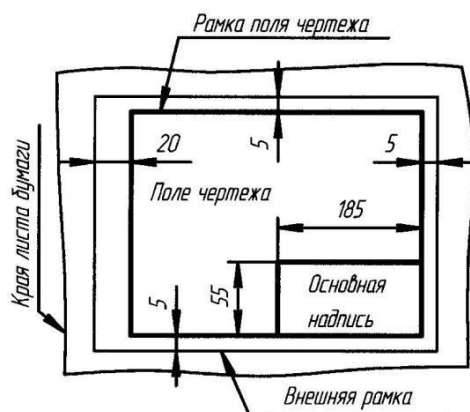 Рамка поля чертежа
Края листа бумаги
20
5
5
Поле чертежа
185
5
55
Основная
надпись
Внешняя рамка